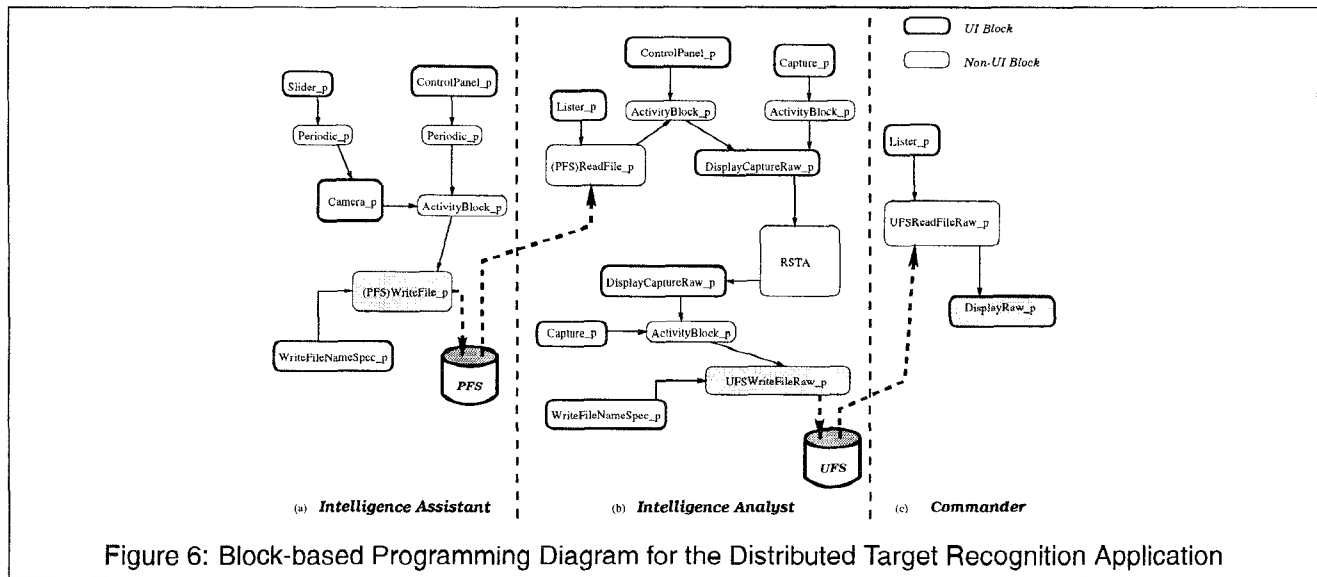 UI Block
Non-UI Block
Slider_p
ControlPanel_p
Periodic_p
Periodic_p
Camera_p
ActivityBlock_p
(PFS)WriteFile_p
WriteFileNameSpec_p
PFS
(a) Intelligence Assistant
ControlPanel_p
Capture_p
Lister_p
ActivityBlock_p
ActivityBlock_p
(PFS)ReadFile_p
DisplayCaptureRaw_p
RSTA
DisplayCaptureRaw_p
Capture_p
ActivityBlock_p
UFSWriteFileRaw_p
WriteFileNameSpec_p
UFS
(b) Intelligence Analyst
Lister_p
UFSReadFileRaw_p
DisplayRaw_p
(c) Commander
Figure 6: Block-based Programming Diagram for the Distributed Target Recognition Application